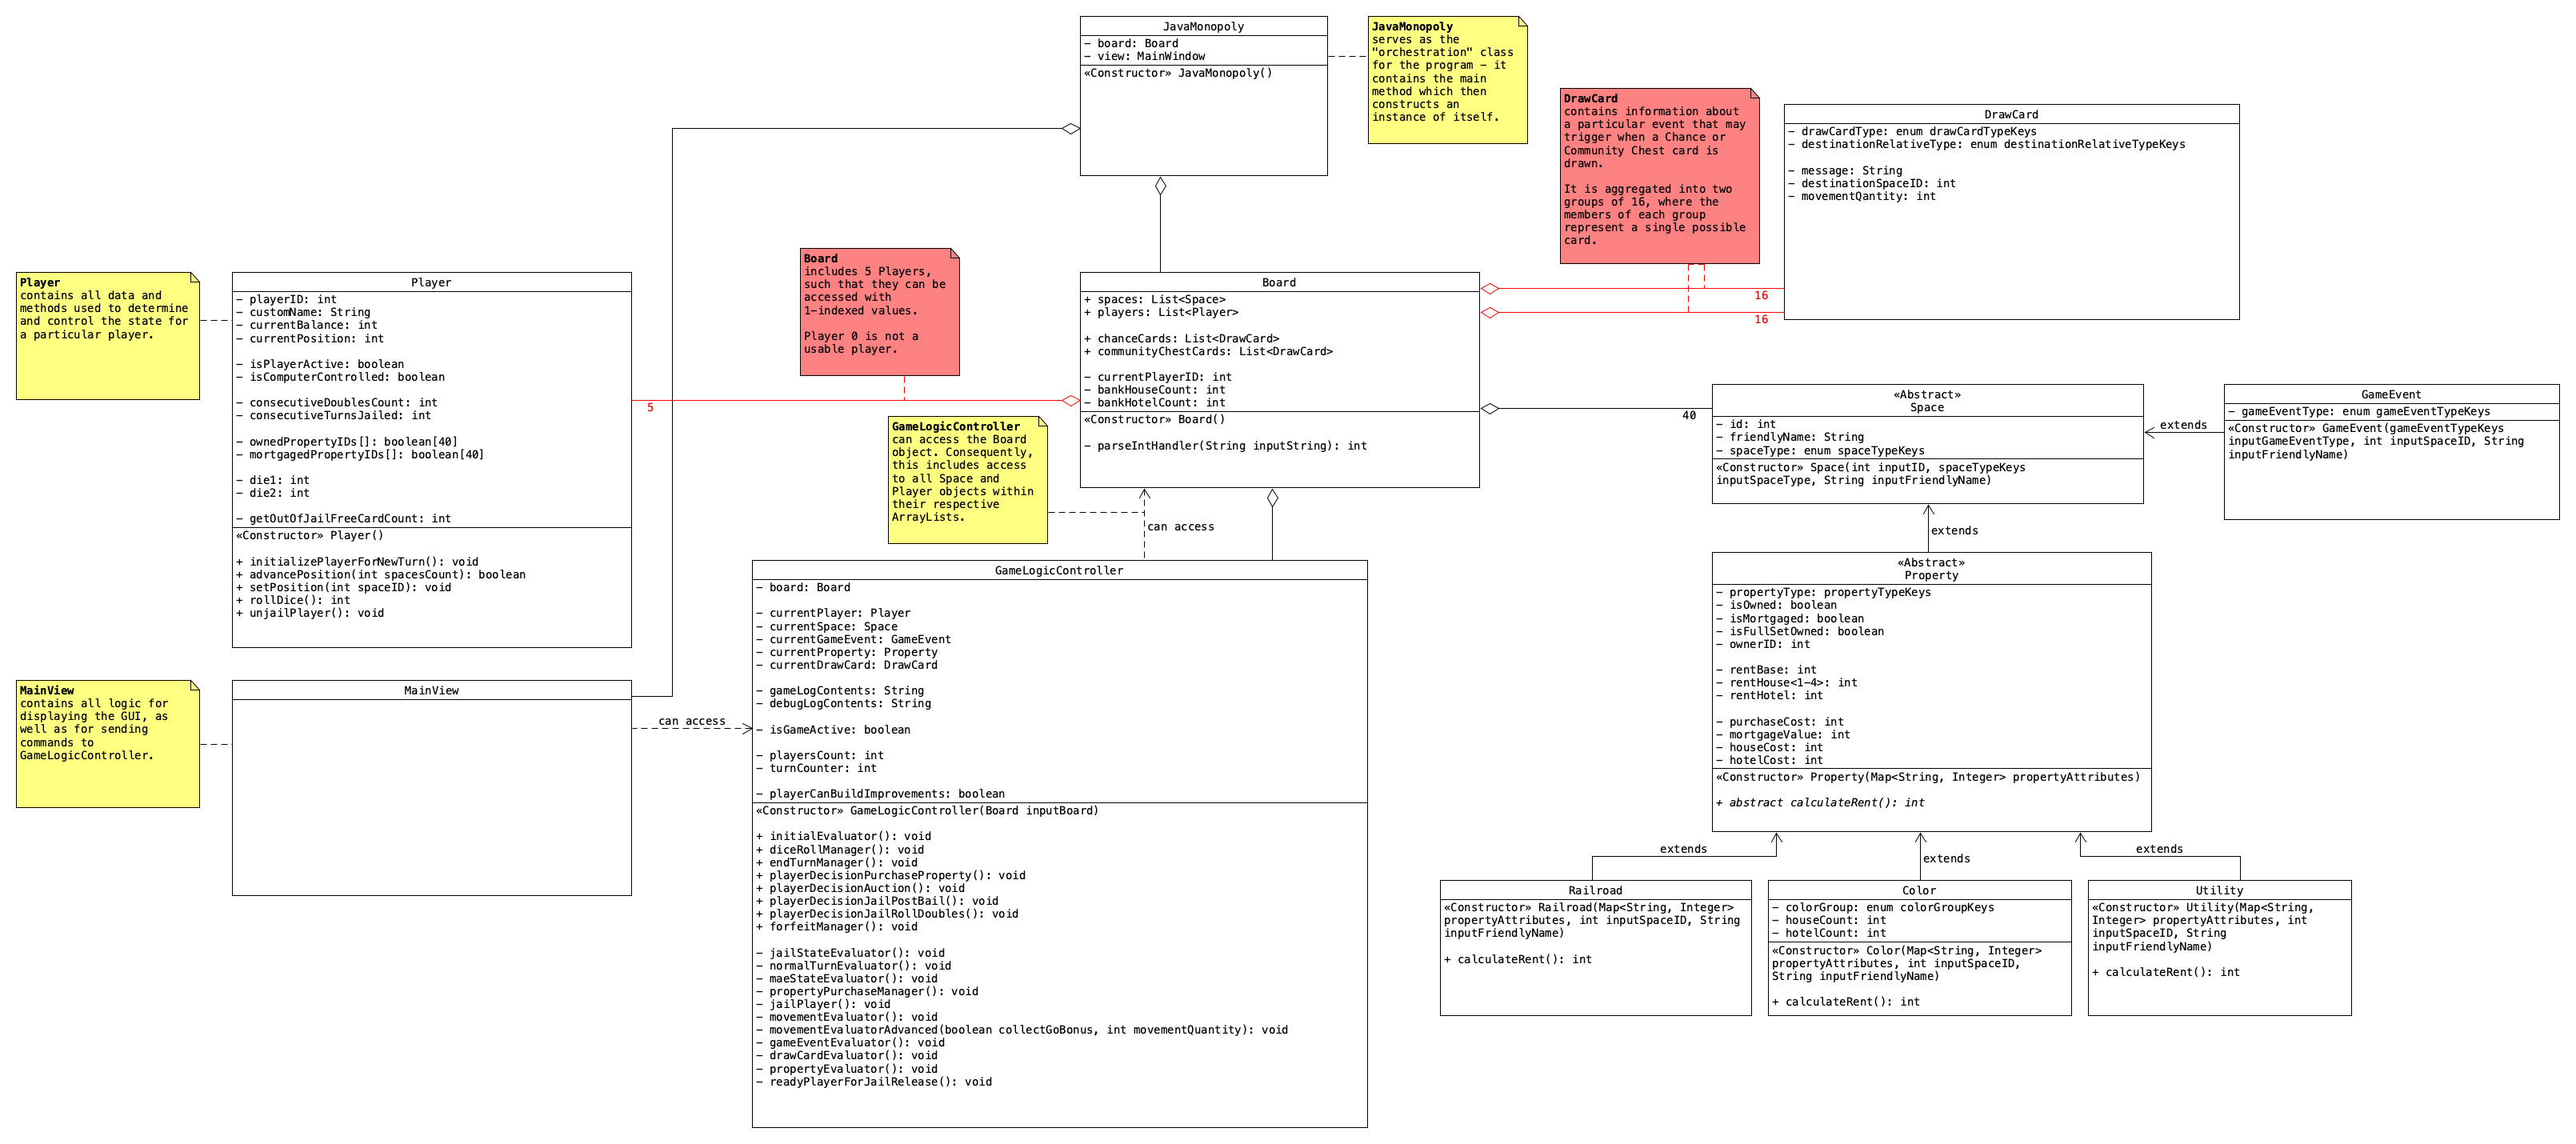 JavaMonopoly
– board: Board
– view: MainWindow
«Constructor» JavaMonopoly()
JavaMonopoly
serves as the
"orchestration" class
for the program – it
contains the main
method which then
constructs an
instance of itself.
DrawCard
contains information about
a particular event that may
trigger when a Chance or
Community Chest card is
drawn.
It is aggregated into two
groups of 16, where the
members of each group
represent a single possible
card.
DrawCard
– drawCardType: enum drawCardTypeKeys
– destinationRelativeType: enum destinationRelativeTypeKeys
– message: String
– destinationSpaceID: int
– movementQantity: int
16
16
Player
contains all data and
methods used to determine
and control the state for
a particular player.
Player
– playerID: int
– customName: String
– currentBalance: int
– currentPosition: int
– isPlayerActive: boolean
– isComputerControlled: boolean
– consecutiveDoublesCount: int
– consecutiveTurnsJailed: int
– ownedPropertyIDs[]: boolean[40]
– mortgagedPropertyIDs[]: boolean[40]
– die1: int
– die2: int
– getOutOfJailFreeCardCount: int
«Constructor» Player()
+ initializePlayerForNewTurn(): void
+ advancePosition(int spacesCount): boolean
+ setPosition(int spaceID): void
+ rollDice(): int
+ unjailPlayer(): void
5
Board
includes 5 Players,
such that they can be
accessed with
1–indexed values.
Player 0 is not a
usable player.
Board
+ spaces: List<Space>
+ players: List<Player>
+ chanceCards: List<DrawCard>
+ communityChestCards: List<DrawCard>
– currentPlayerID: int
– bankHouseCount: int
– bankHotelCount: int
«Constructor» Board()
– parseIntHandler(String inputString): int
GameLogicController
can access the Board
object. Consequently,
this includes access
to all Space and
Player objects within
their respective
ArrayLists.
can access
40
«Abstract»
Space
– id: int
– friendlyName: String
– spaceType: enum spaceTypeKeys
«Constructor» Space(int inputID, spaceTypeKeys
inputSpaceType, String inputFriendlyName)
extends
GameEvent
– gameEventType: enum gameEventTypeKeys
«Constructor» GameEvent(gameEventTypeKeys
inputGameEventType, int inputSpaceID, String
inputFriendlyName)
extends
MainView
contains all logic for
displaying the GUI, as
well as for sending
commands to
GameLogicController.
MainView
can access
GameLogicController
– board: Board
– currentPlayer: Player
– currentSpace: Space
– currentGameEvent: GameEvent
– currentProperty: Property
– currentDrawCard: DrawCard
– gameLogContents: String
– debugLogContents: String
– isGameActive: boolean
– playersCount: int
– turnCounter: int
– playerCanBuildImprovements: boolean
«Constructor» GameLogicController(Board inputBoard)
+ initialEvaluator(): void
+ diceRollManager(): void
+ endTurnManager(): void
+ playerDecisionPurchaseProperty(): void
+ playerDecisionAuction(): void
+ playerDecisionJailPostBail(): void
+ playerDecisionJailRollDoubles(): void
+ forfeitManager(): void
– jailStateEvaluator(): void
– normalTurnEvaluator(): void
– maeStateEvaluator(): void
– propertyPurchaseManager(): void
– jailPlayer(): void
– movementEvaluator(): void
– movementEvaluatorAdvanced(boolean collectGoBonus, int movementQuantity): void
– gameEventEvaluator(): void
– drawCardEvaluator(): void
– propertyEvaluator(): void
– readyPlayerForJailRelease(): void
«Abstract»
Property
– propertyType: propertyTypeKeys
– isOwned: boolean
– isMortgaged: boolean
– isFullSetOwned: boolean
– ownerID: int
– rentBase: int
– rentHouse<1–4>: int
– rentHotel: int
– purchaseCost: int
– mortgageValue: int
– houseCost: int
– hotelCost: int
«Constructor» Property(Map<String, Integer> propertyAttributes)
+ abstract calculateRent(): int
extends
extends
extends
Railroad
«Constructor» Railroad(Map<String, Integer>
propertyAttributes, int inputSpaceID, String
inputFriendlyName)
+ calculateRent(): int
Color
– colorGroup: enum colorGroupKeys
– houseCount: int
– hotelCount: int
«Constructor» Color(Map<String, Integer>
propertyAttributes, int inputSpaceID,
String inputFriendlyName)
+ calculateRent(): int
Utility
«Constructor» Utility(Map<String,
Integer> propertyAttributes, int
inputSpaceID, String
inputFriendlyName)
+ calculateRent(): int